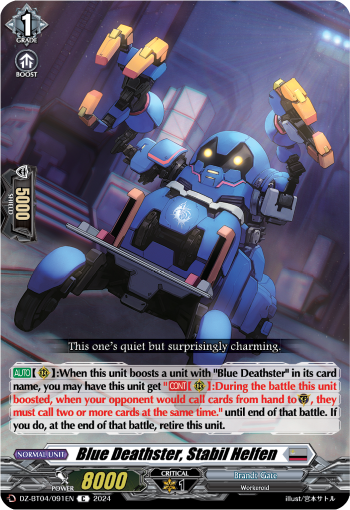 1
GRADE
BOOST
5000
SHIELD
This one's quiet but surprisingly charming.
AUTO【R】:When this unit boosts a unit with "Blue Deathster" in its card
name, you may have this unit get "CONT【R】:During the battle this unit
boosted, when your opponent would call cards from hand to G, they
must call two or more cards at the same time." until end of that battle. If
you do, at the end of that battle, retire this unit.
NORMAL UNIT
Blue Deathster, Stabil Helfen
POWER
8000
CRITICAL
1
Brandt Gate
Workeroid
D-BT04/091EN C 2024
illust/宮本サトル